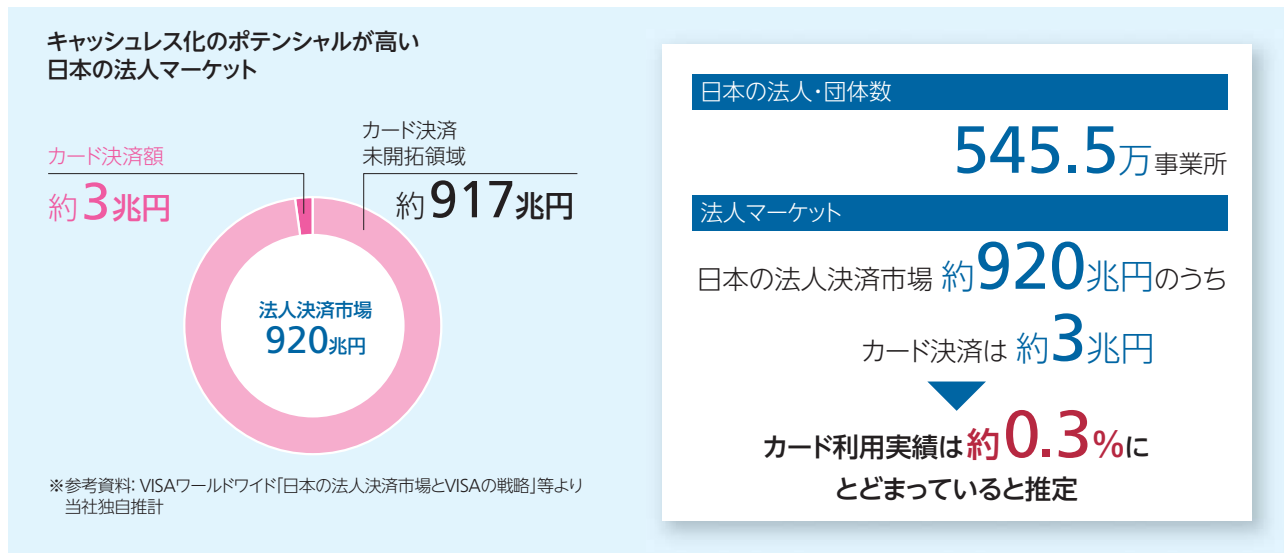 キャッシュレス化のポテンシャルが高い
日本の法人マーケット
カード決済額
約3兆円
カード決済
未開拓領域
約917兆円
法人決済市場
920兆円
※参考資料: VISAワールドワイド「日本の法人決済市場とVISAの戦略」等より
当社独自推計
日本の法人・団体数
545.5万事業所
法人マーケット
日本の法人決済市場 約920兆円のうち
カード決済は 約3兆円
カード利用実績は約0.3%に
とどまっていると推定